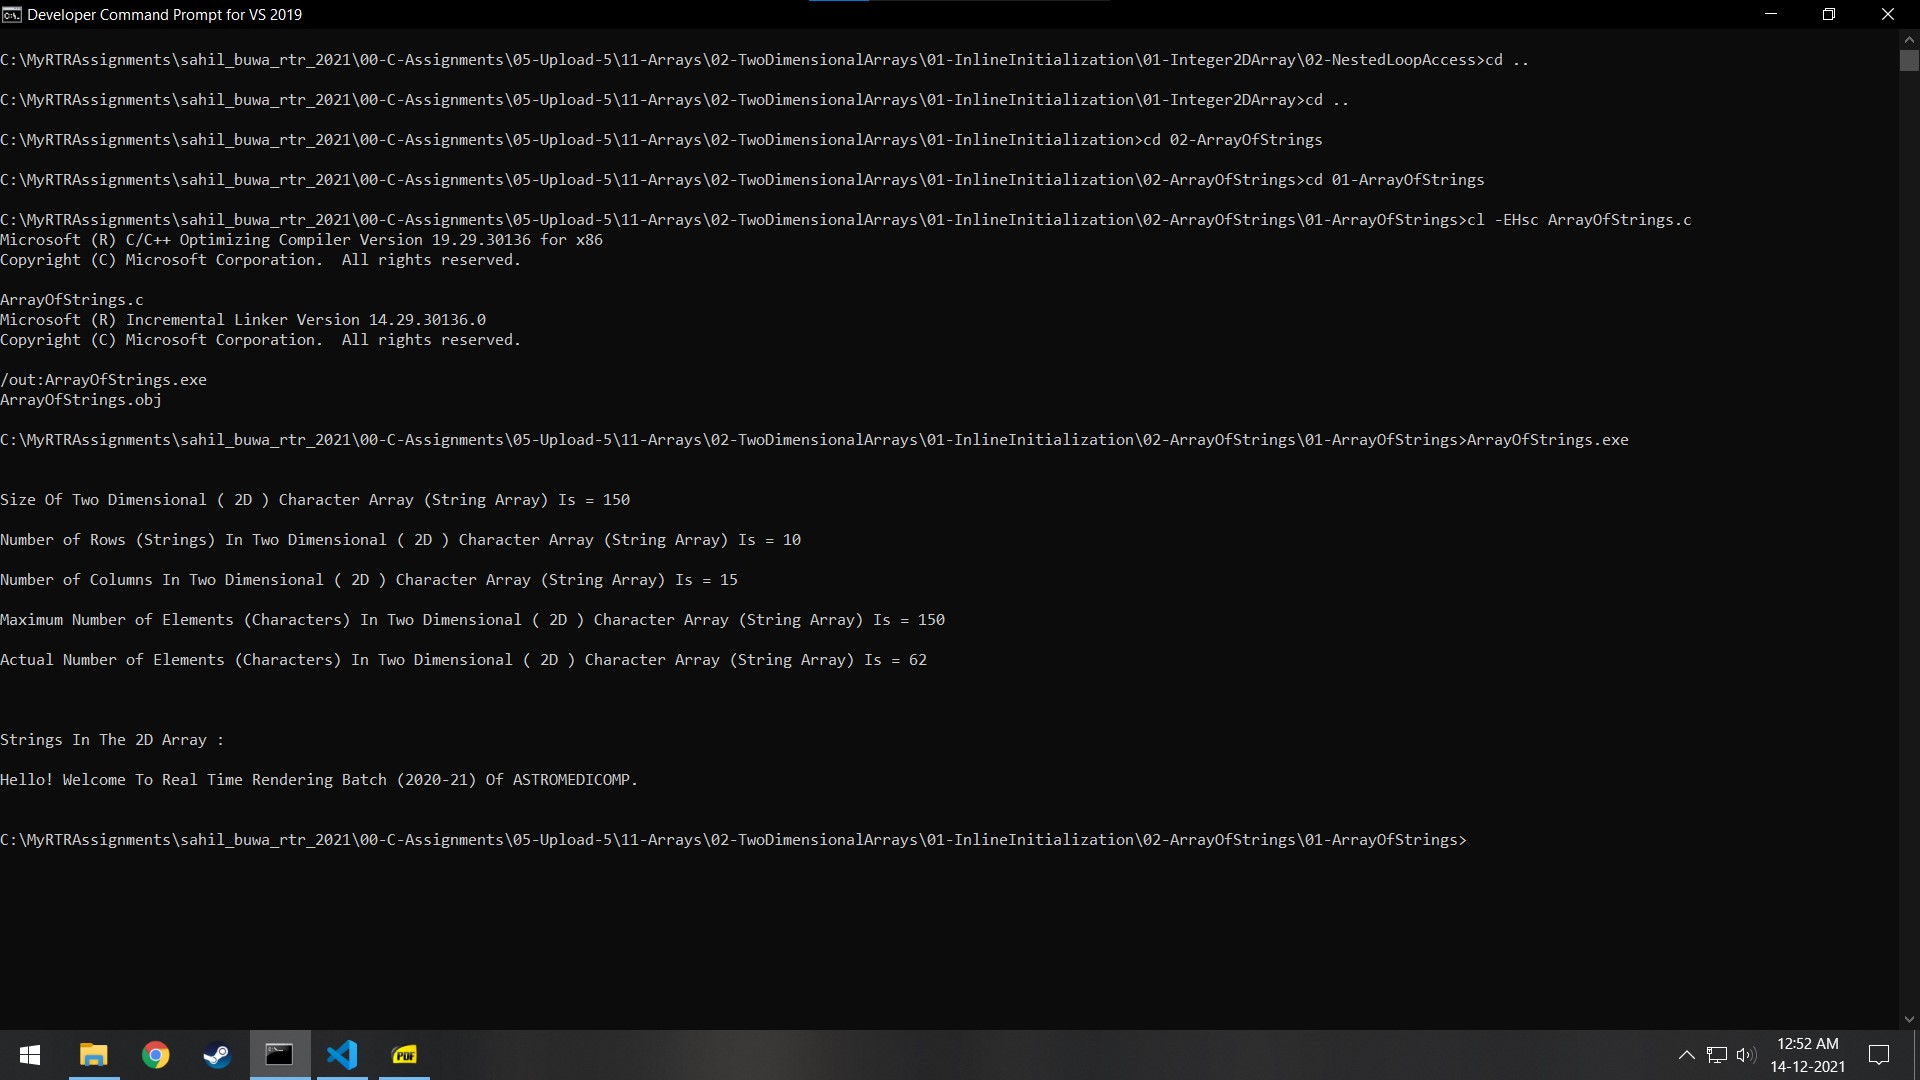 Developer Command Prompt for VS 2019
C:\MyRTRAssignments\sahil_buwa_rtr_2021\00-C-Assignments\05-Upload-5\11-Arrays\02-TwoDimensionalArrays\01-InlineInitialization\01-Integer2DArray\02-NestedLoopAccess>cd ..
C:\MyRTRAssignments\sahil_buwa_rtr_2021\00-C-Assignments\05-Upload-5\11-Arrays\02-TwoDimensionalArrays\01-InlineInitialization\01-Integer2DArray>cd ..
C:\MyRTRAssignments\sahil_buwa_rtr_2021\00-C-Assignments\05-Upload-5\11-Arrays\02-TwoDimensionalArrays\01-InlineInitialization>cd 02-ArrayOfStrings
C:\MyRTRAssignments\sahil_buwa_rtr_2021\00-C-Assignments\05-Upload-5\11-Arrays\02-TwoDimensionalArrays\01-InlineInitialization\02-ArrayOfStrings>cd 01-ArrayOfStrings
C:\MyRTRAssignments\sahil_buwa_rtr_2021\00-C-Assignments\05-Upload-5\11-Arrays\02-TwoDimensionalArrays\01-InlineInitialization\02-ArrayOfStrings\01-ArrayOfStrings>cl -EHsc ArrayOfStrings.c
Microsoft (R) C/C++ Optimizing Compiler Version 19.29.30136 for x86
Copyright (C) Microsoft Corporation.  All rights reserved.
ArrayOfStrings.c
Microsoft (R) Incremental Linker Version 14.29.30136.0
Copyright (C) Microsoft Corporation.  All rights reserved.
/out:ArrayOfStrings.exe
ArrayOfStrings.obj
C:\MyRTRAssignments\sahil_buwa_rtr_2021\00-C-Assignments\05-Upload-5\11-Arrays\02-TwoDimensionalArrays\01-InlineInitialization\02-ArrayOfStrings\01-ArrayOfStrings>ArrayOfStrings.exe
Size Of Two Dimensional ( 2D ) Character Array (String Array) Is = 150
Number of Rows (Strings) In Two Dimensional ( 2D ) Character Array (String Array) Is = 10
Number of Columns In Two Dimensional ( 2D ) Character Array (String Array) Is = 15
Maximum Number of Elements (Characters) In Two Dimensional ( 2D ) Character Array (String Array) Is = 150
Actual Number of Elements (Characters) In Two Dimensional ( 2D ) Character Array (String Array) Is = 62
Strings In The 2D Array :
Hello! Welcome To Real Time Rendering Batch (2020-21) Of ASTROMEDICOMP.
C:\MyRTRAssignments\sahil_buwa_rtr_2021\00-C-Assignments\05-Upload-5\11-Arrays\02-TwoDimensionalArrays\01-InlineInitialization\02-ArrayOfStrings\01-ArrayOfStrings>
PDF
12:52 AM
14-12-2021